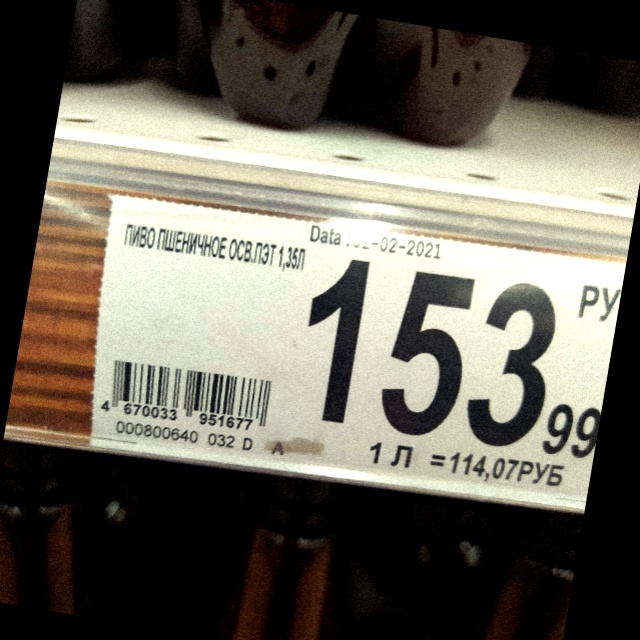 Data :01-02-2021
ПИВО ПШЕНИЧНОЕ ОСВ.ПЭТ 1,35Л
153 99
РУ
4 670033 951677
000800640 032 D A
1 Л =114,07РУБ